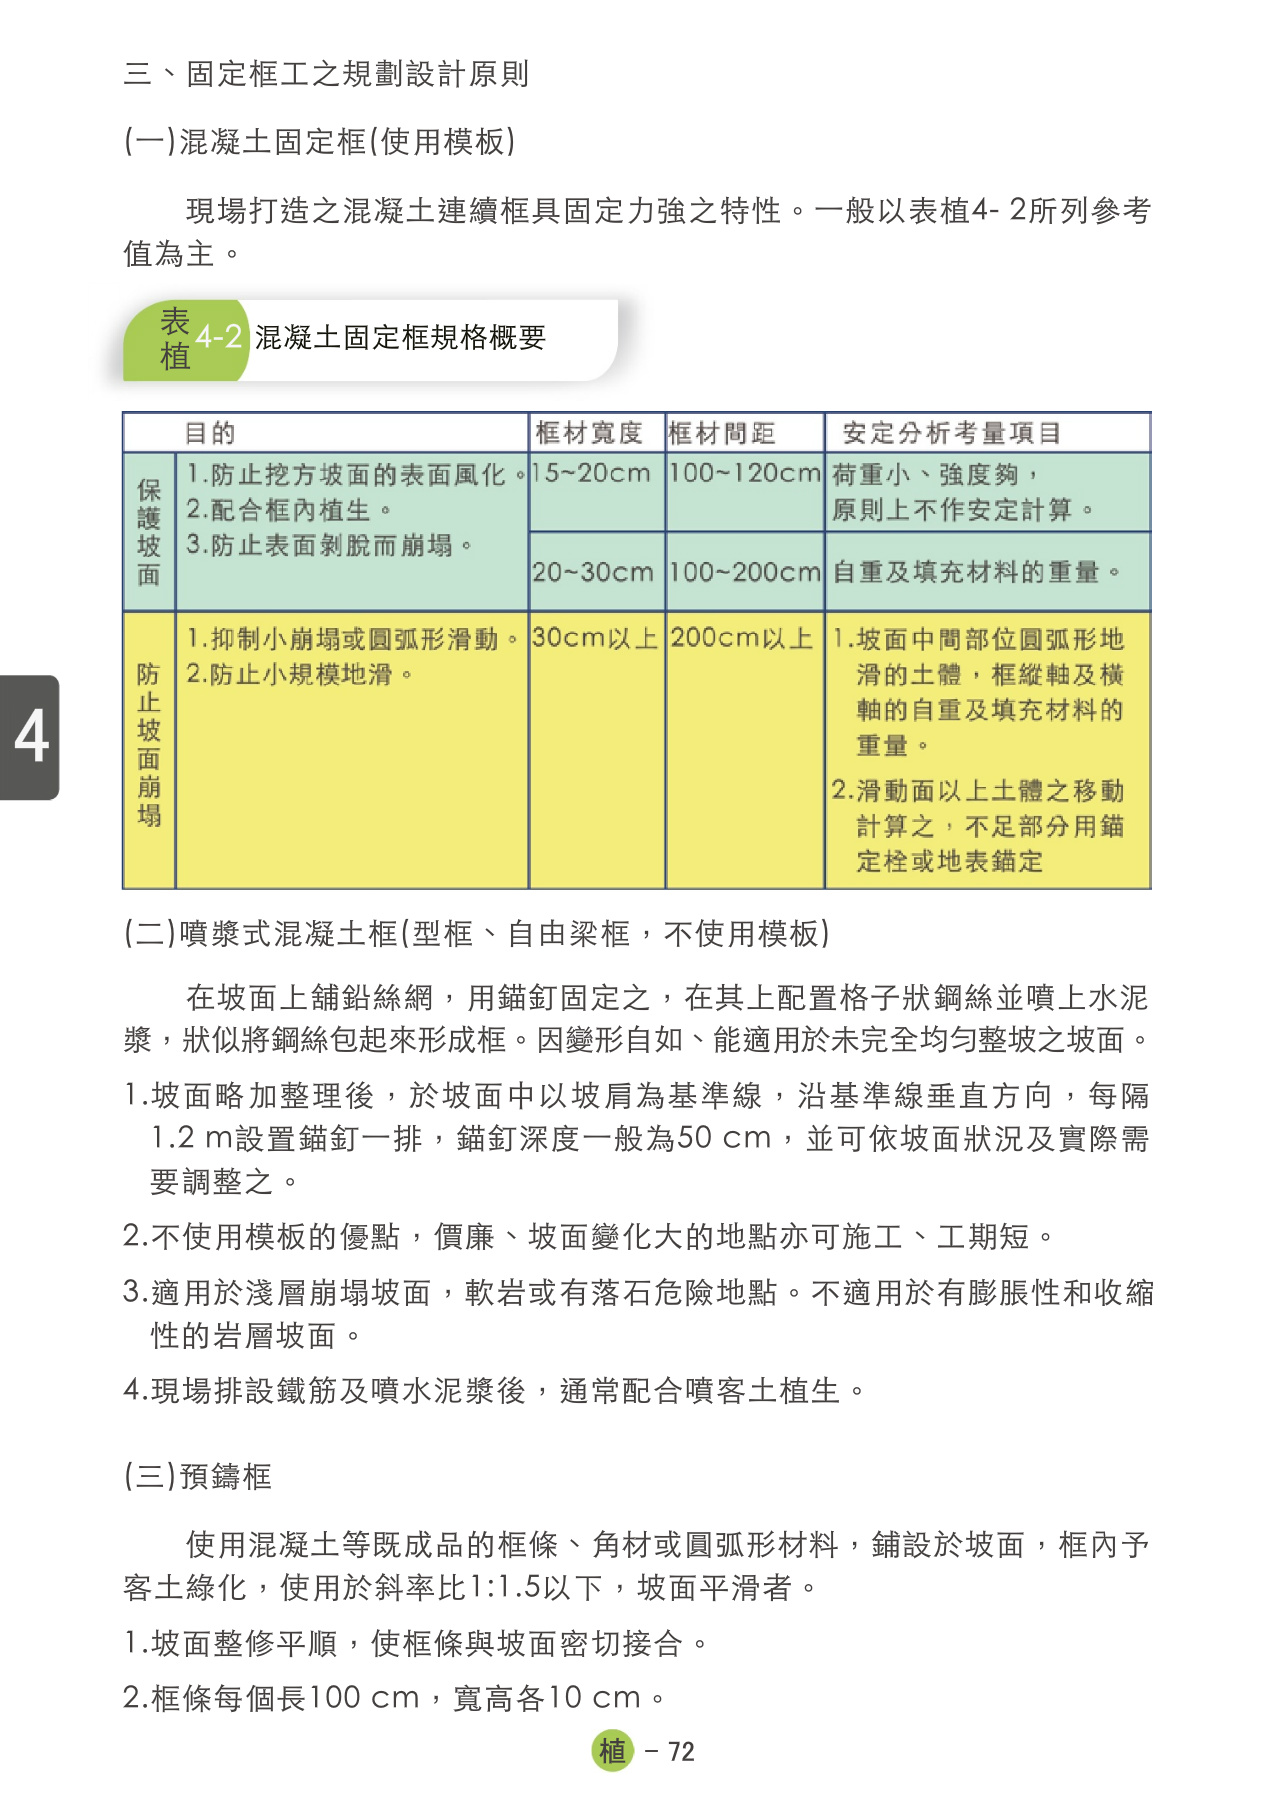 三、固定框工之規劃設計原則
(一)混凝土固定框(使用模板)
現場打造之混凝土連續框具固定力強之特性。一般以表植4- 2所列參考
值為主。
表植 4-2 混凝土固定框規格概要
目的 框材寬度 框材間距 安定分析考量項目
保護坡面
1.防止挖方坡面的表面風化。
2.配合框內植生。
3.防止表面剝脫而崩塌。
15~20cm 100~120cm 荷重小、強度夠，
原則上不作安定計算。
20~30cm 100~200cm 自重及填充材料的重量。
防止坡面崩塌
1.抑制小崩塌或圓弧形滑動。
2.防止小規模地滑。
30cm以上 200cm以上 1.坡面中間部位圓弧形地
滑的土體，框縱軸及橫
軸的自重及填充材料的
重量。
2.滑動面以上土體之移動
計算之，不足部分用錨
定栓或地表錨定
4
(二)噴漿式混凝土框(型框、自由梁框，不使用模板)
在坡面上舖鉛絲網，用錨釘固定之，在其上配置格子狀鋼絲並噴上水泥
漿，狀似將鋼絲包起來形成框。因變形自如、能適用於未完全均勻整坡之坡面。
1.坡面略加整理後，於坡面中以坡肩為基準線，沿基準線垂直方向，每隔
1.2 m設置錨釘一排，錨釘深度一般為50 cm，並可依坡面狀況及實際需
要調整之。
2.不使用模板的優點，價廉、坡面變化大的地點亦可施工、工期短。
3.適用於淺層崩塌坡面，軟岩或有落石危險地點。不適用於有膨脹性和收縮
性的岩層坡面。
4.現場排設鐵筋及噴水泥漿後，通常配合噴客土植生。
(三)預鑄框
使用混凝土等既成品的框條、角材或圓弧形材料，鋪設於坡面，框內予
客土綠化，使用於斜率比1:1.5以下，坡面平滑者。
1.坡面整修平順，使框條與坡面密切接合。
2.框條每個長100 cm，寬高各10 cm。
植 – 72